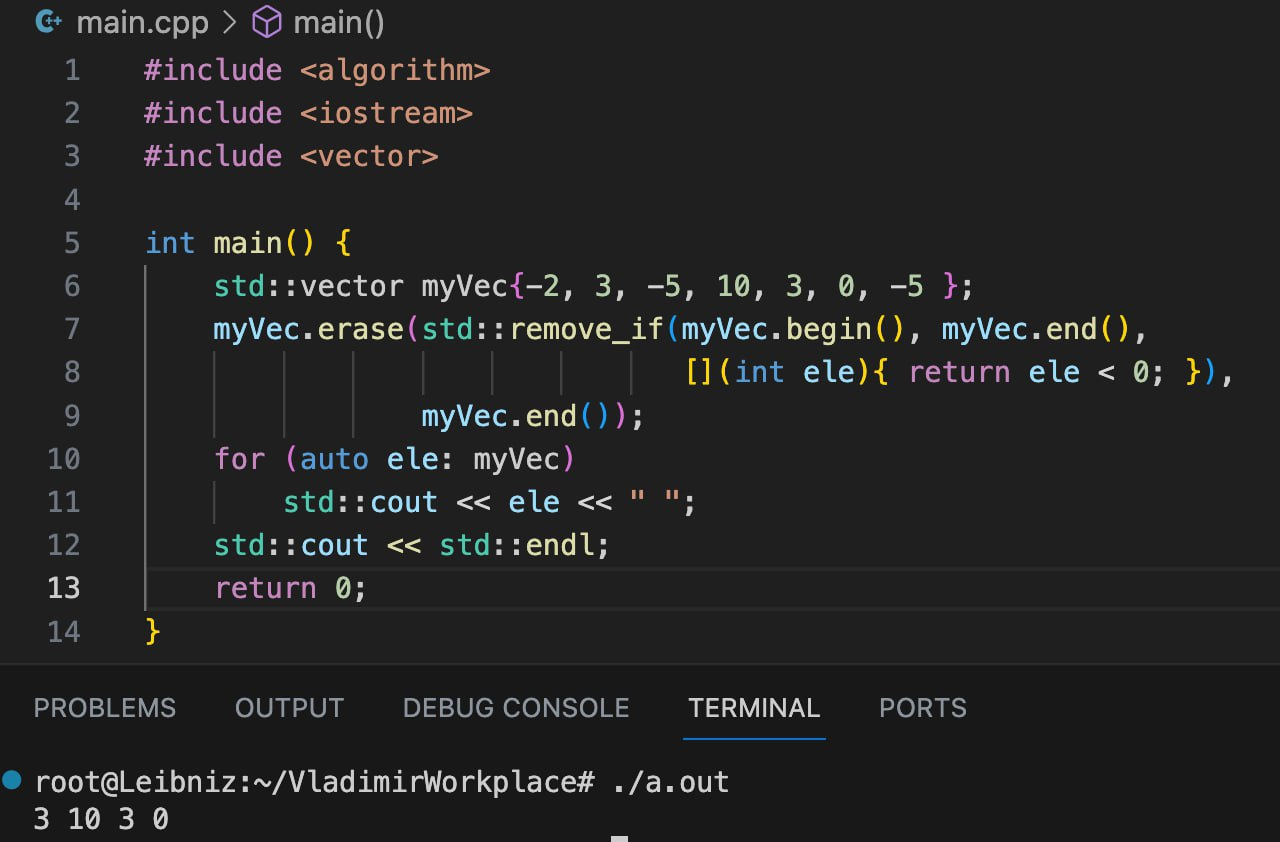 main.cpp > main()
1 #include <algorithm>
2 #include <iostream>
3 #include <vector>
4
5 int main() {
6     std::vector myVec{-2, 3, -5, 10, 3, 0, -5 };
7     myVec.erase(std::remove_if(myVec.begin(), myVec.end(),
8                                [](int ele){ return ele < 0; }),
9                 myVec.end());
10     for (auto ele: myVec)
11         std::cout << ele << " ";
12     std::cout << std::endl;
13     return 0;
14 }
PROBLEMS OUTPUT DEBUG CONSOLE TERMINAL PORTS
root@Leibniz:~/VladimirWorkplace# ./a.out
3 10 3 0